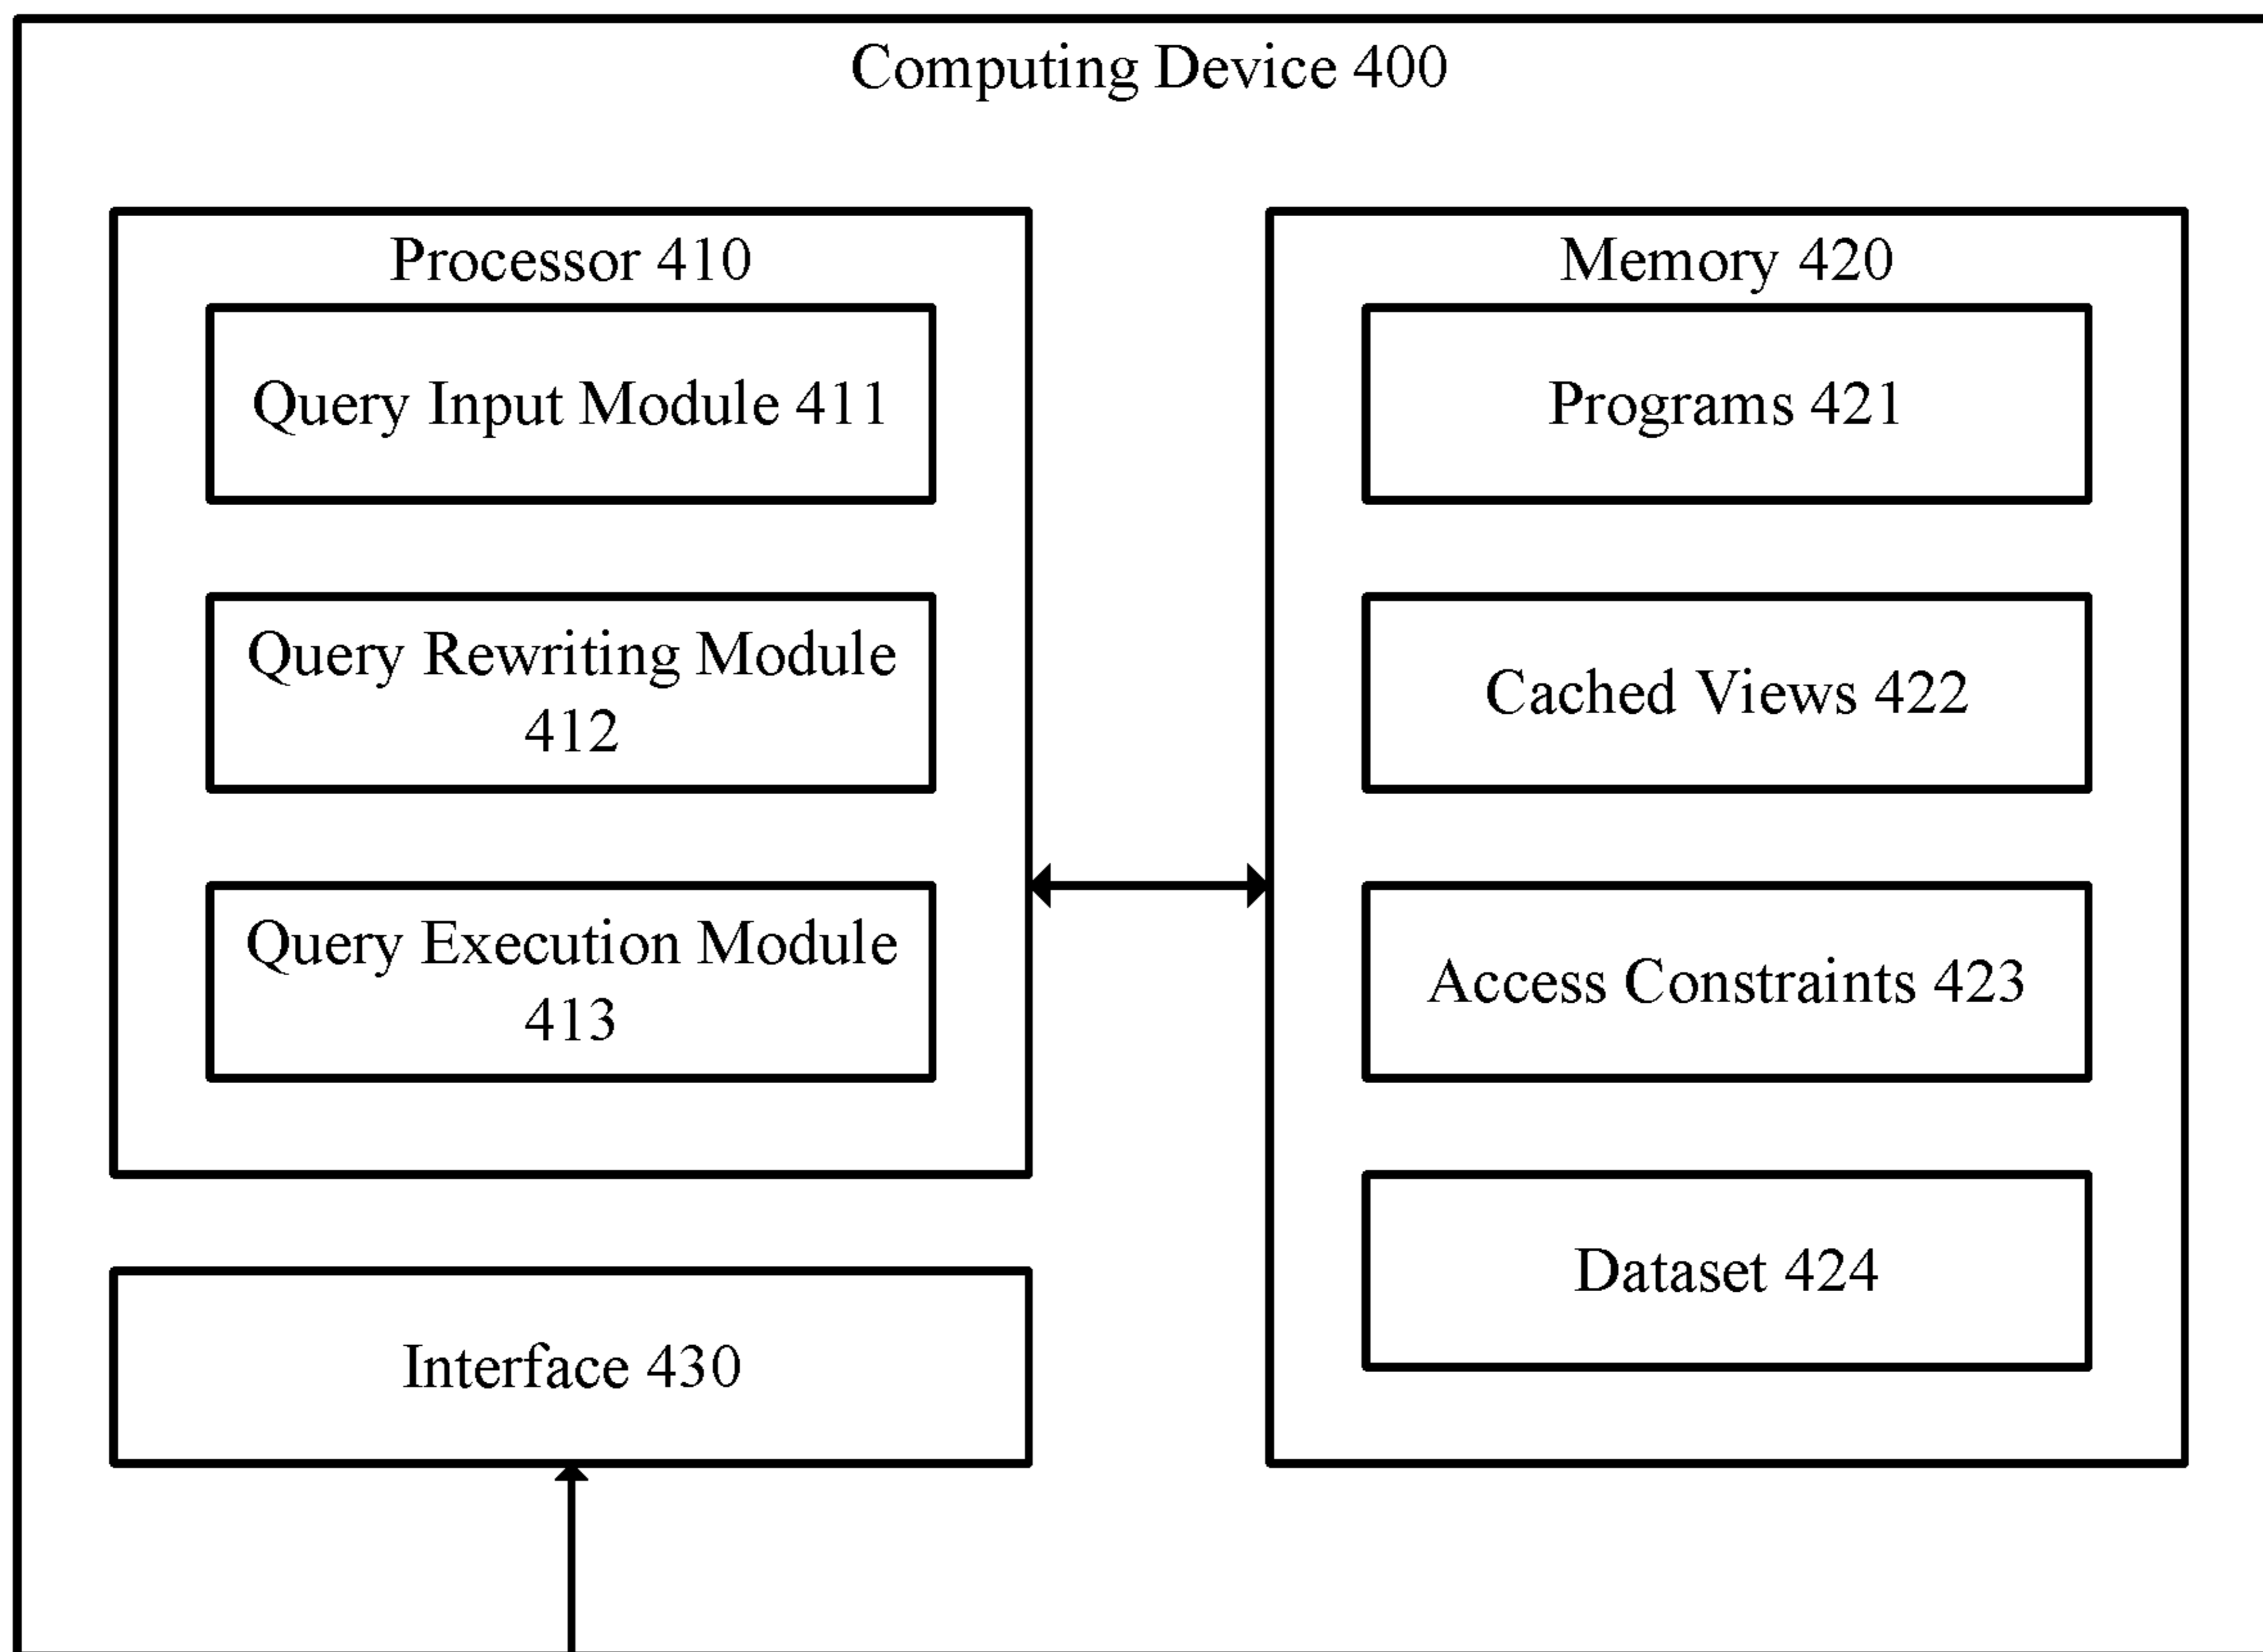 Computing Device 400
Processor 410
Query Input Module 411
Query Rewriting Module
412
Query Execution Module
413
Interface 430
Memory 420
Programs 421
Cached Views 422
Access Constraints 423
Dataset 424